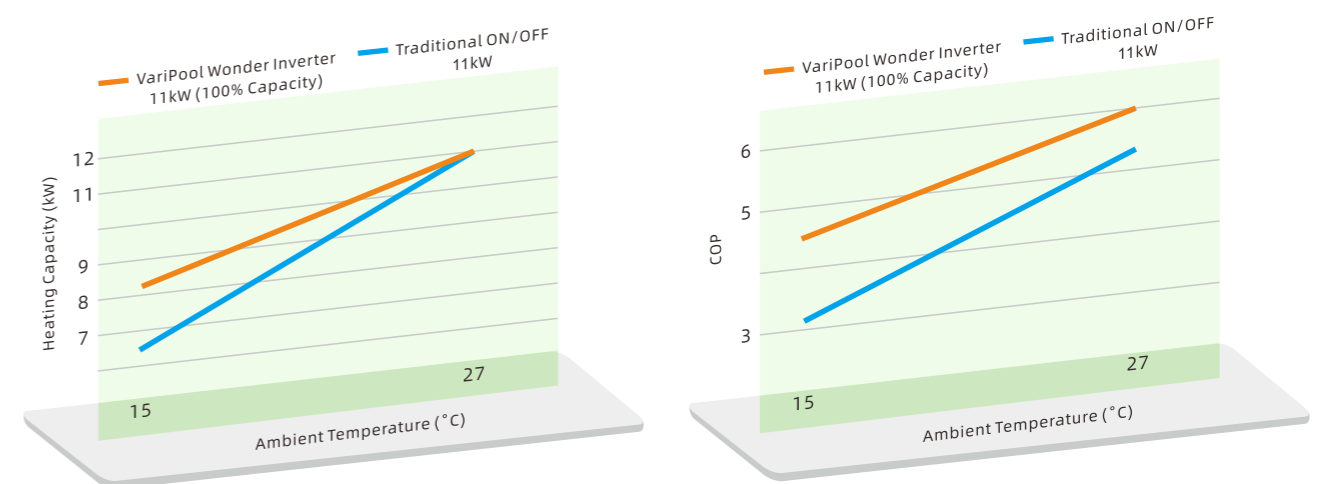 VariPool Wonder Inverter
11kW (100% Capacity)
Traditional ON/OFF
11kW
Heating Capacity (kW)
12
11
9
8
7
15
27
Ambient Temperature (˚C)
VariPool Wonder Inverter
11kW (100% Capacity)
Traditional ON/OFF
11kW
COP
6
5
3
15
27
Ambient Temperature (˚C)